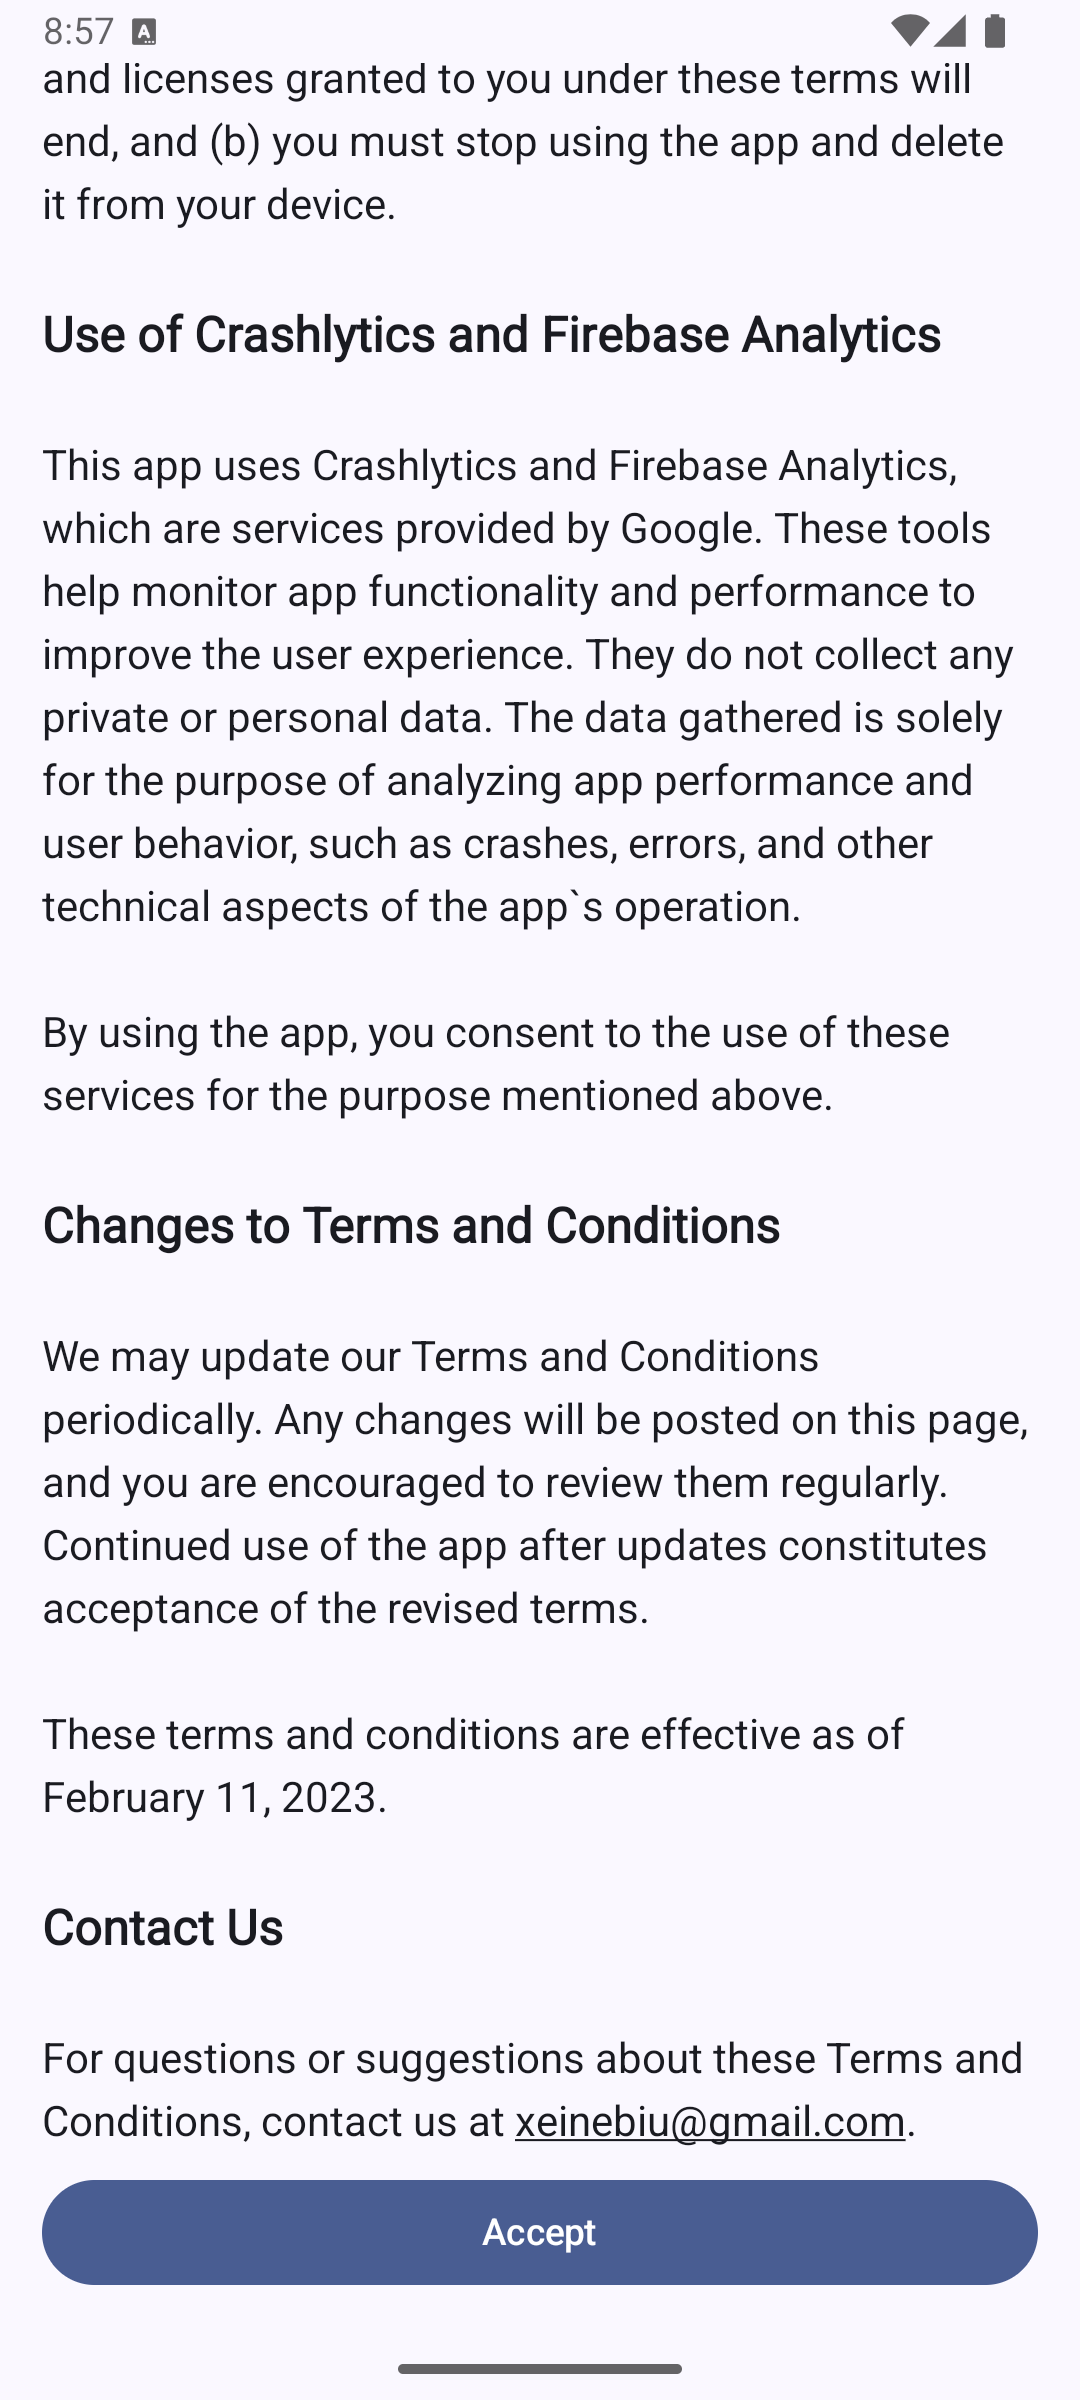 8:57
and licenses granted to you under these terms will
end, and (b) you must stop using the app and delete
it from your device.
Use of Crashlytics and Firebase Analytics
This app uses Crashlytics and Firebase Analytics,
which are services provided by Google. These tools
help monitor app functionality and performance to
improve the user experience. They do not collect any
private or personal data. The data gathered is solely
for the purpose of analyzing app performance and
user behavior, such as crashes, errors, and other
technical aspects of the app`s operation.
By using the app, you consent to the use of these
services for the purpose mentioned above.
Changes to Terms and Conditions
We may update our Terms and Conditions
periodically. Any changes will be posted on this page,
and you are encouraged to review them regularly.
Continued use of the app after updates constitutes
acceptance of the revised terms.
These terms and conditions are effective as of
February 11, 2023.
Contact Us
For questions or suggestions about these Terms and
Conditions, contact us at xeinebiu@gmail.com.
Accept